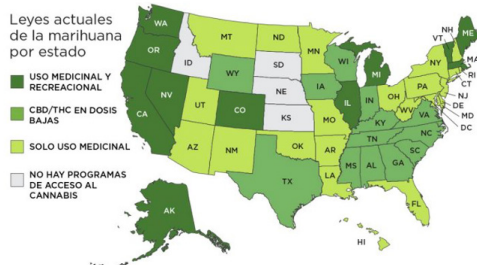 Leyes actuales
de la marihuana
por estado
USO MEDICINAL Y
RECREACIONAL
CBD/THC EN DOSIS
BAJAS
SOLO USO MEDICINAL
NO HAY PROGRAMAS
DE ACCESO AL
CANNABIS
WA
OR
CA
NV
ID
MT
WY
UT
CO
AZ
NM
ND
SD
NE
KS
OK
TX
MN
IA
MO
AR
LA
WI
IL
MI
IN
OH
KY
TN
MS
AL
GA
FL
SC
NC
VA
PA
NY
VT
NH
ME
MA
RI
CT
NJ
DE
MD
DC
AK
HI